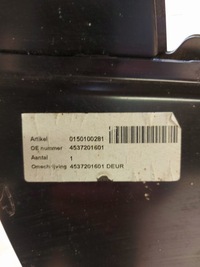 Artikel 0150100281
OE nummer 4537201601
Aantal 1
Omschrijving 4537201601 DEUR